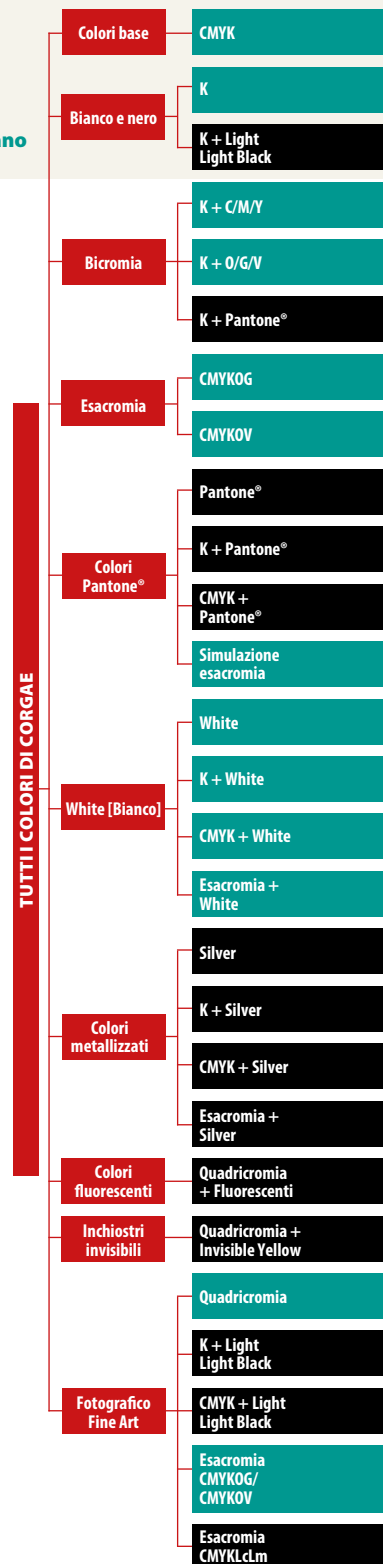 Colori base
CMYK
Bianco e nero
K
K + Light
Light Black
Bicromia
K + C/M/Y
K + O/G/V
K + Pantone®
Esacromia
CMYKOG
CMYKOV
TUTTI I COLORI DI CORGAE
Colori
Pantone®
Pantone®
K + Pantone®
CMYK +
Pantone®
Simulazione
esacromia
White [Bianco]
White
K + White
CMYK + White
Esacromia +
White
Colori
metallizzati
Silver
K + Silver
CMYK + Silver
Esacromia +
Silver
Colori
fluorescenti
Quadricromia
+ Fluorescenti
Inchiostri
invisibili
Quadricromia +
Invisible Yellow
Fotografico
Fine Art
Quadricromia
K + Light
Light Black
CMYK + Light
Light Black
Esacromia
CMYKOG/
CMYKOV
Esacromia
CMYKLcLm